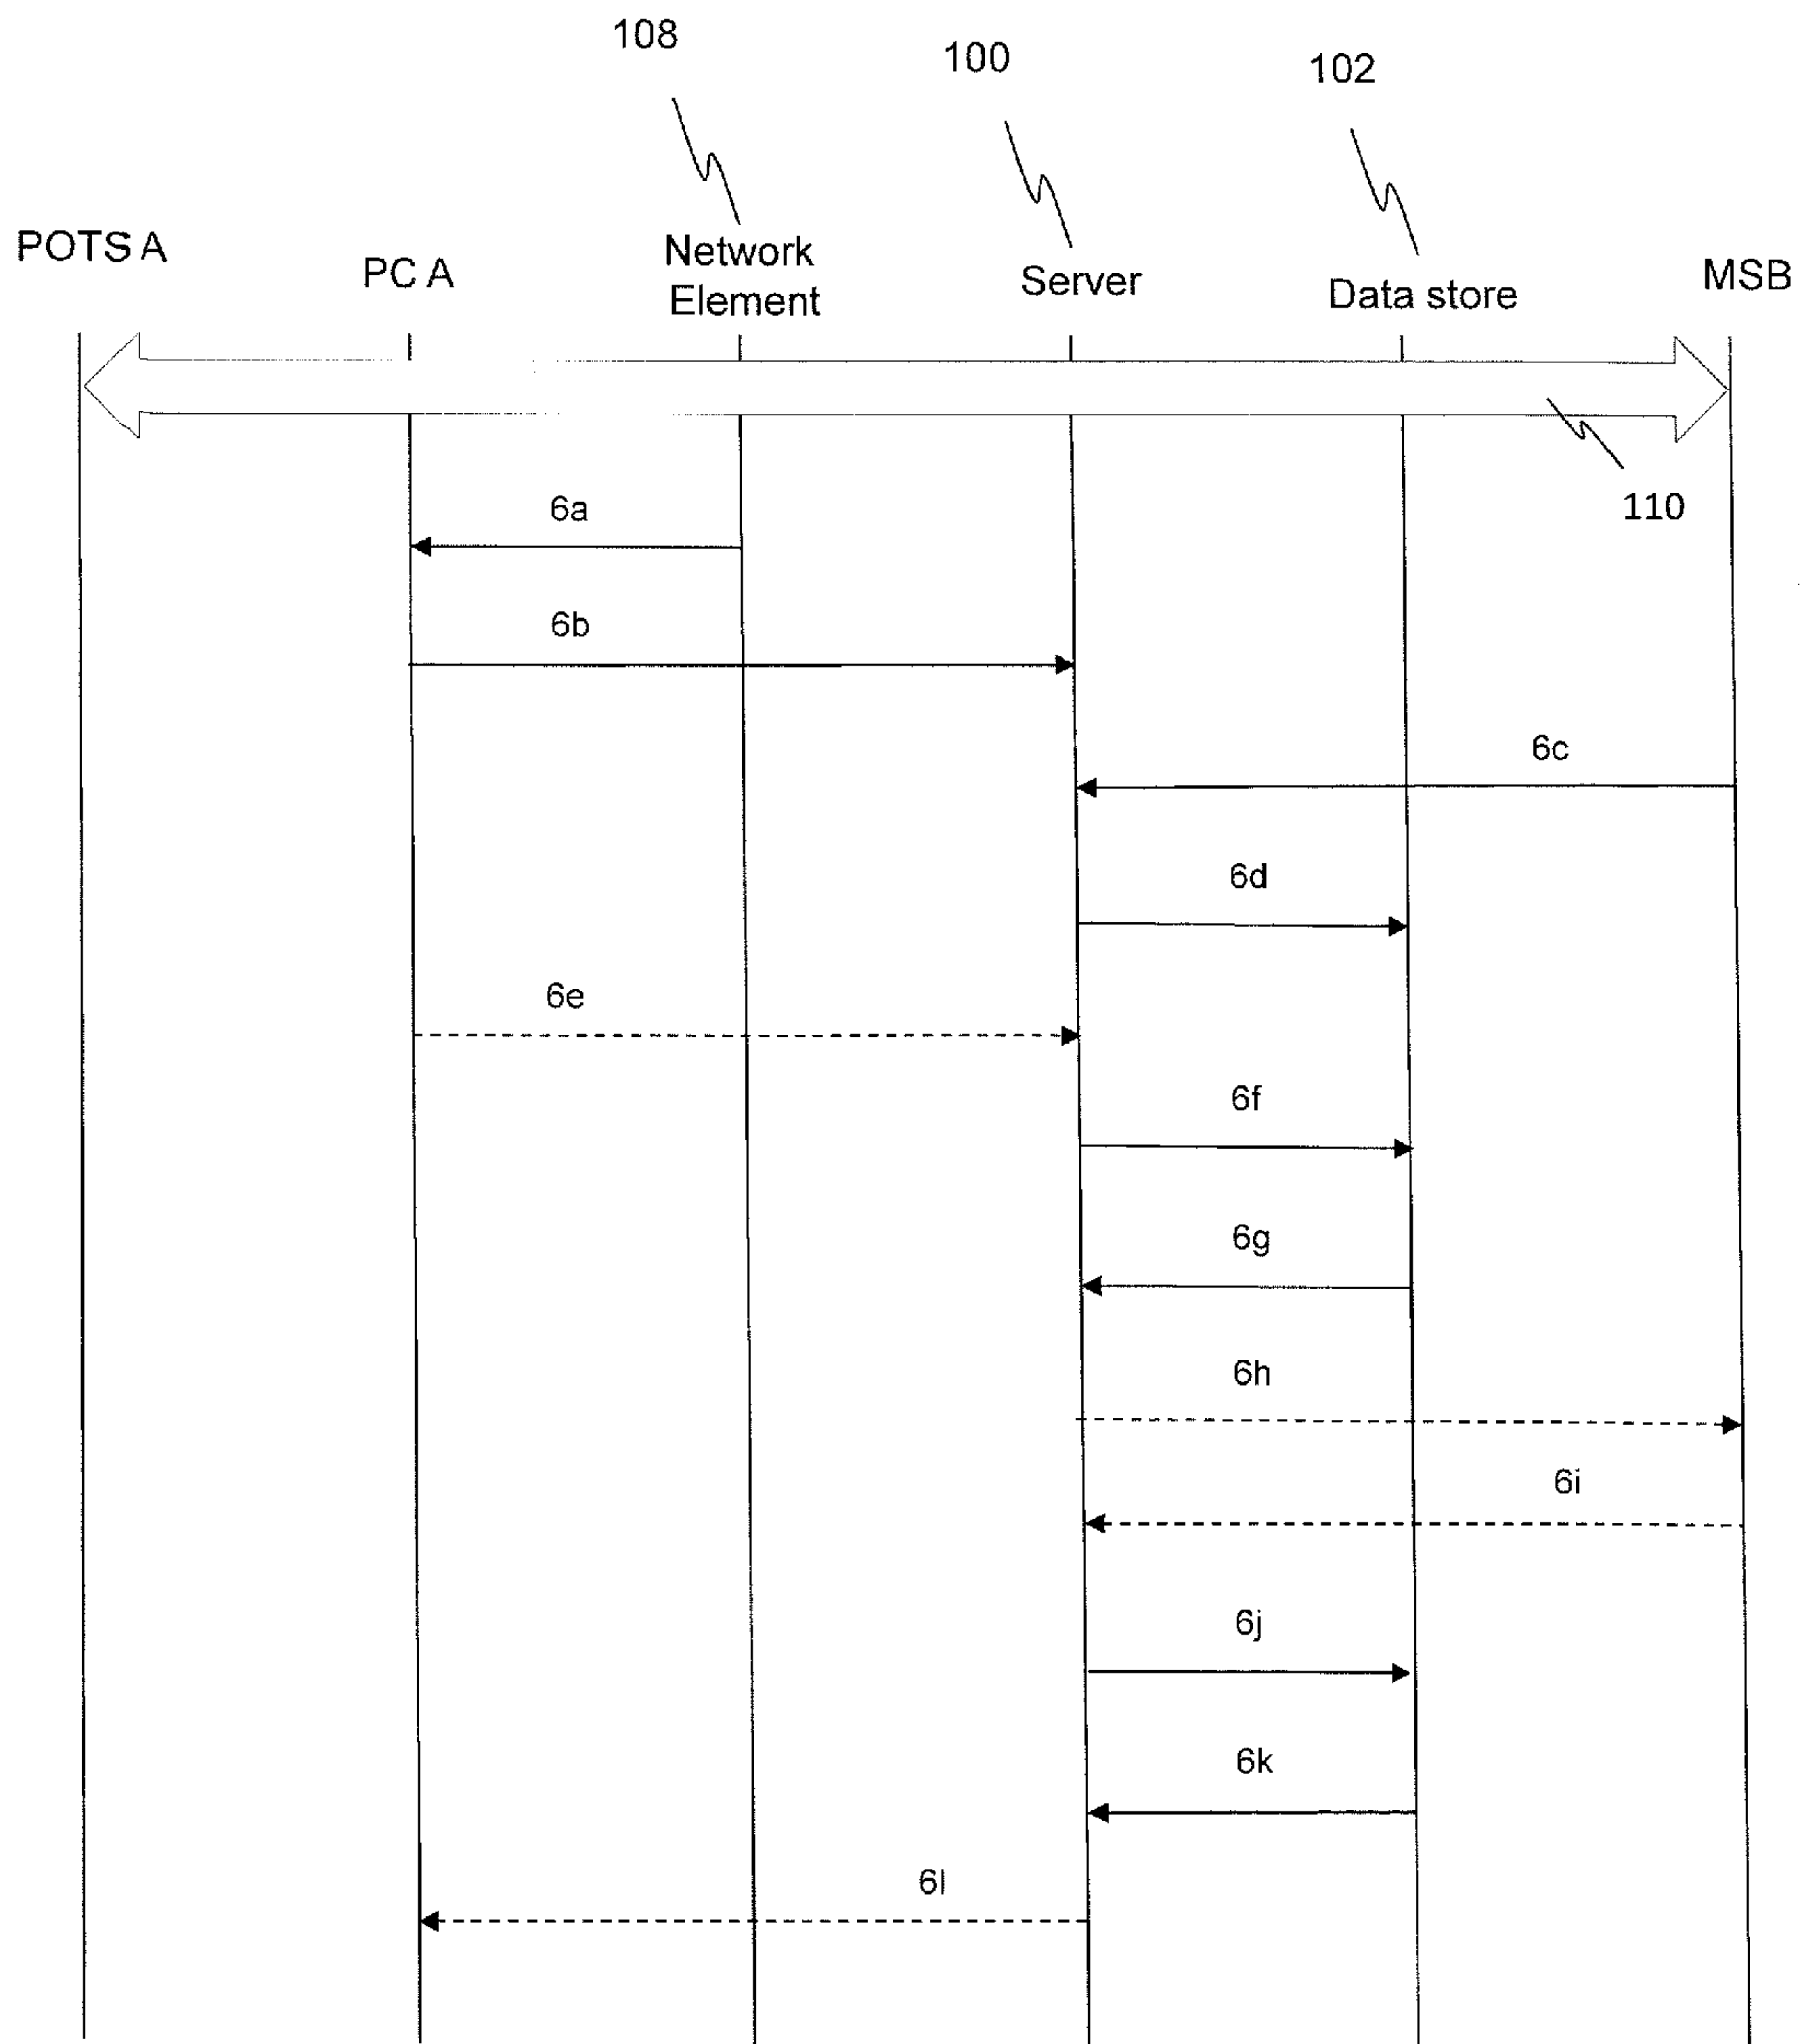 108
100
102
POTS A
PC A
Network
Element
Server
Data store
MSB
110
6a
6b
6c
6d
6e
6f
6g
6h
6i
6j
6k
6l